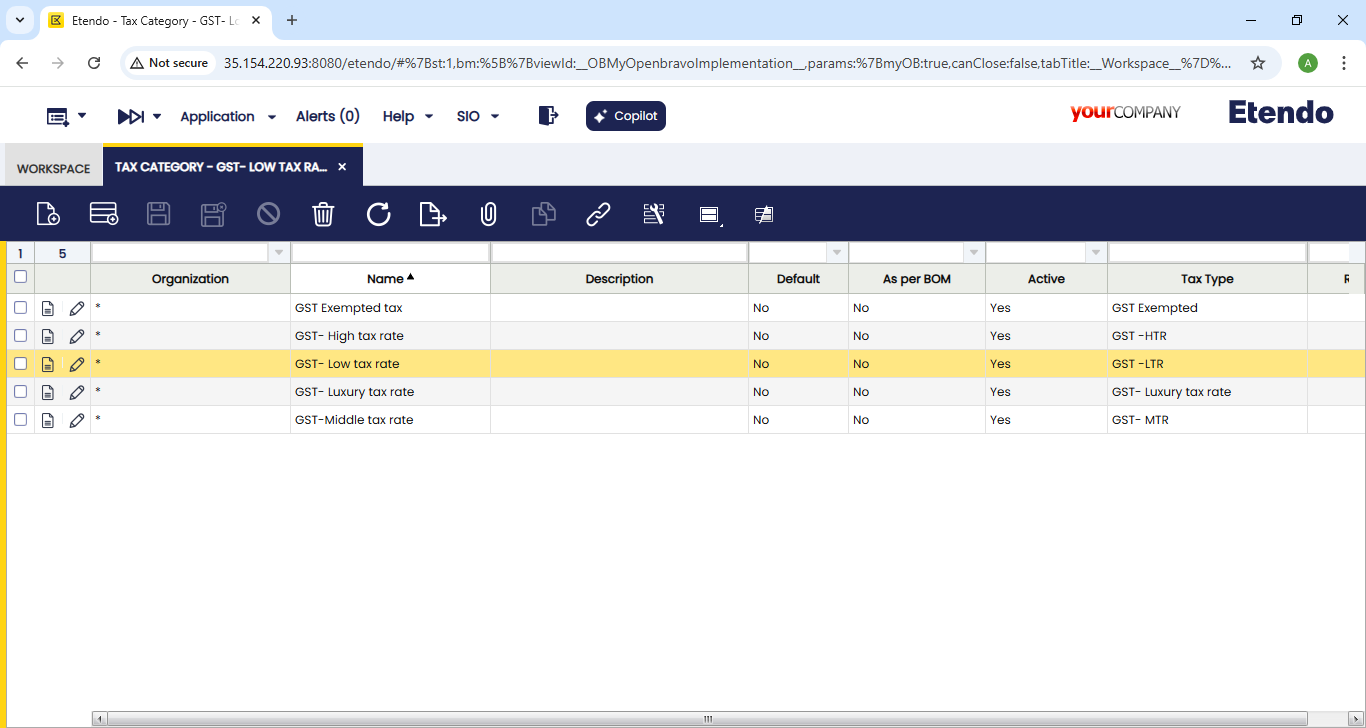 Etendo - Tax Category - GST- Lo
Not secure
35.154.220.93:8080/etendo/#%7Bst:1,bm:%5B%7BviewId:__OBMyOpenbravoImplementation__,params:%7BmyOB:true,canClose:false,tabTitle:__Workspace__%7D%...
A
Application
Alerts (0)
Help
SIO
Copilot
yourCOMPANY
Etendo
WORKSPACE
TAX CATEGORY - GST- LOW TAX RA...
1 5
Organization Name Description Default As per BOM Active Tax Type R
* GST Exempted tax No No Yes GST Exempted
* GST- High tax rate No No Yes GST -HTR
* GST- Low tax rate No No Yes GST -LTR
* GST- Luxury tax rate No No Yes GST- Luxury tax rate
* GST-Middle tax rate No No Yes GST- MTR